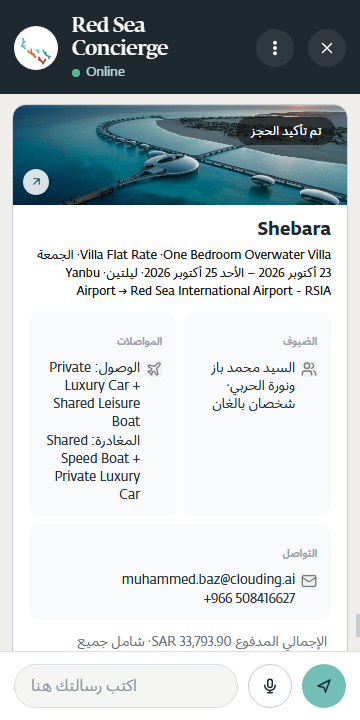 Red Sea
Concierge
Online
تم تأكيد الحجز
Shebara
Villa Flat Rate ·One Bedroom Overwater Villa· الجمعة
23 أكتوبر 2026 – الأحد 25 أكتوبر 2026· ليلتين· Yanbu
Airport → Red Sea International Airport - RSIA
الضيوف
السيد محمد باز
ونورة الحربي·
شخصان بالغان
المواصلات
الوصول: Private
Luxury Car +
Shared Leisure
Boat
المغادرة: Shared
Speed Boat +
Private Luxury
Car
التواصل
muhammed.baz@clouding.ai
+966 508416627
الإجمالي المدفوع SAR 33,793.90· شامل جميع
اكتب رسالتك هنا